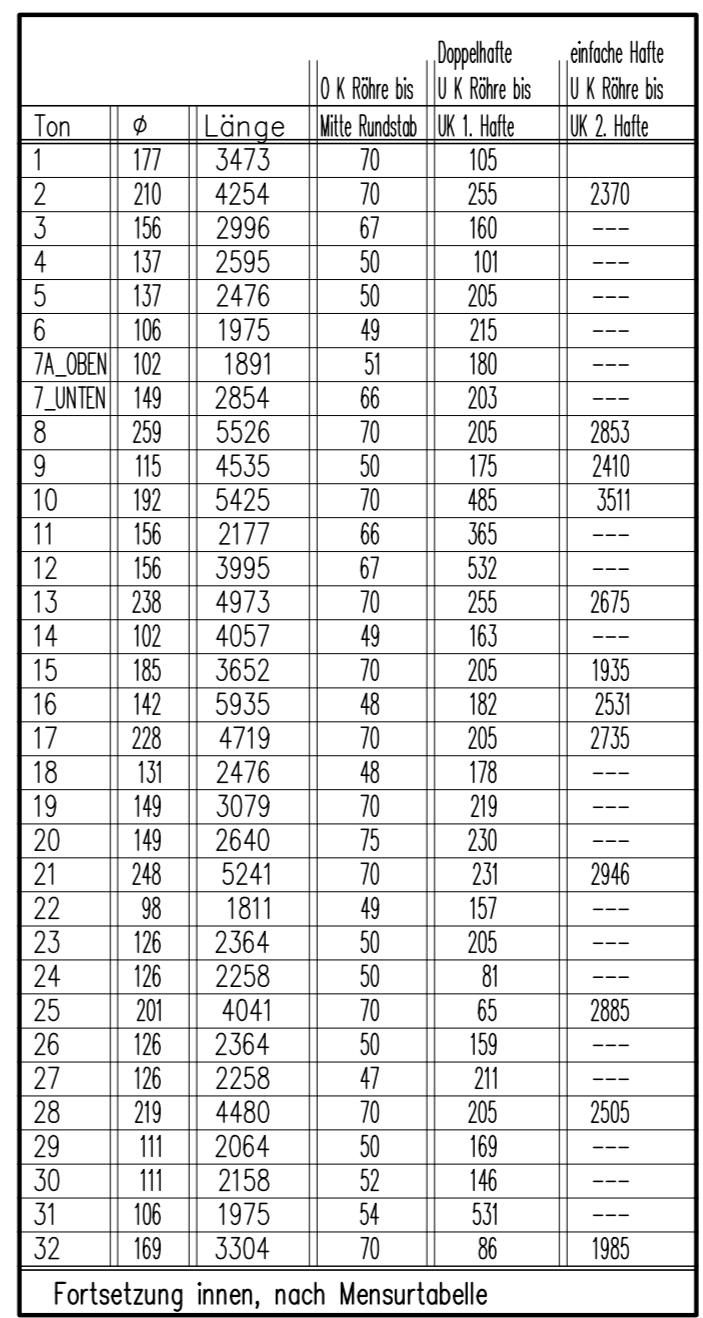 Doppelhafte einfache Hafte
O K Röhre bis U K Röhre bis U K Röhre bis
Ton Ø Länge Mitte Rundstab UK 1. Hafte UK 2. Hafte
1 177 3473 70 105
2 210 4254 70 255 2370
3 156 2996 67 160 ---
4 137 2595 50 101 ---
5 137 2476 50 205 ---
6 106 1975 49 215 ---
7A_OBEN 102 1891 51 180 ---
7_UNTEN 149 2854 66 203 ---
8 259 5526 70 205 2853
9 115 4535 50 175 2410
10 192 5425 70 485 3511
11 156 2177 66 365 ---
12 156 3995 67 532 ---
13 238 4973 70 255 2675
14 102 4057 49 163 ---
15 185 3652 70 205 1935
16 142 5935 48 182 2531
17 228 4719 70 205 2735
18 131 2476 48 178 ---
19 149 3079 70 219 ---
20 149 2640 75 230 ---
21 248 5241 70 231 2946
22 98 1811 49 157 ---
23 126 2364 50 205 ---
24 126 2258 50 81 ---
25 201 4041 70 65 2885
26 126 2364 50 159 ---
27 126 2258 47 211 ---
28 219 4480 70 205 2505
29 111 2064 50 169 ---
30 111 2158 52 146 ---
31 106 1975 54 531 ---
32 169 3304 70 86 1985
Fortsetzung innen, nach Mensurtabelle